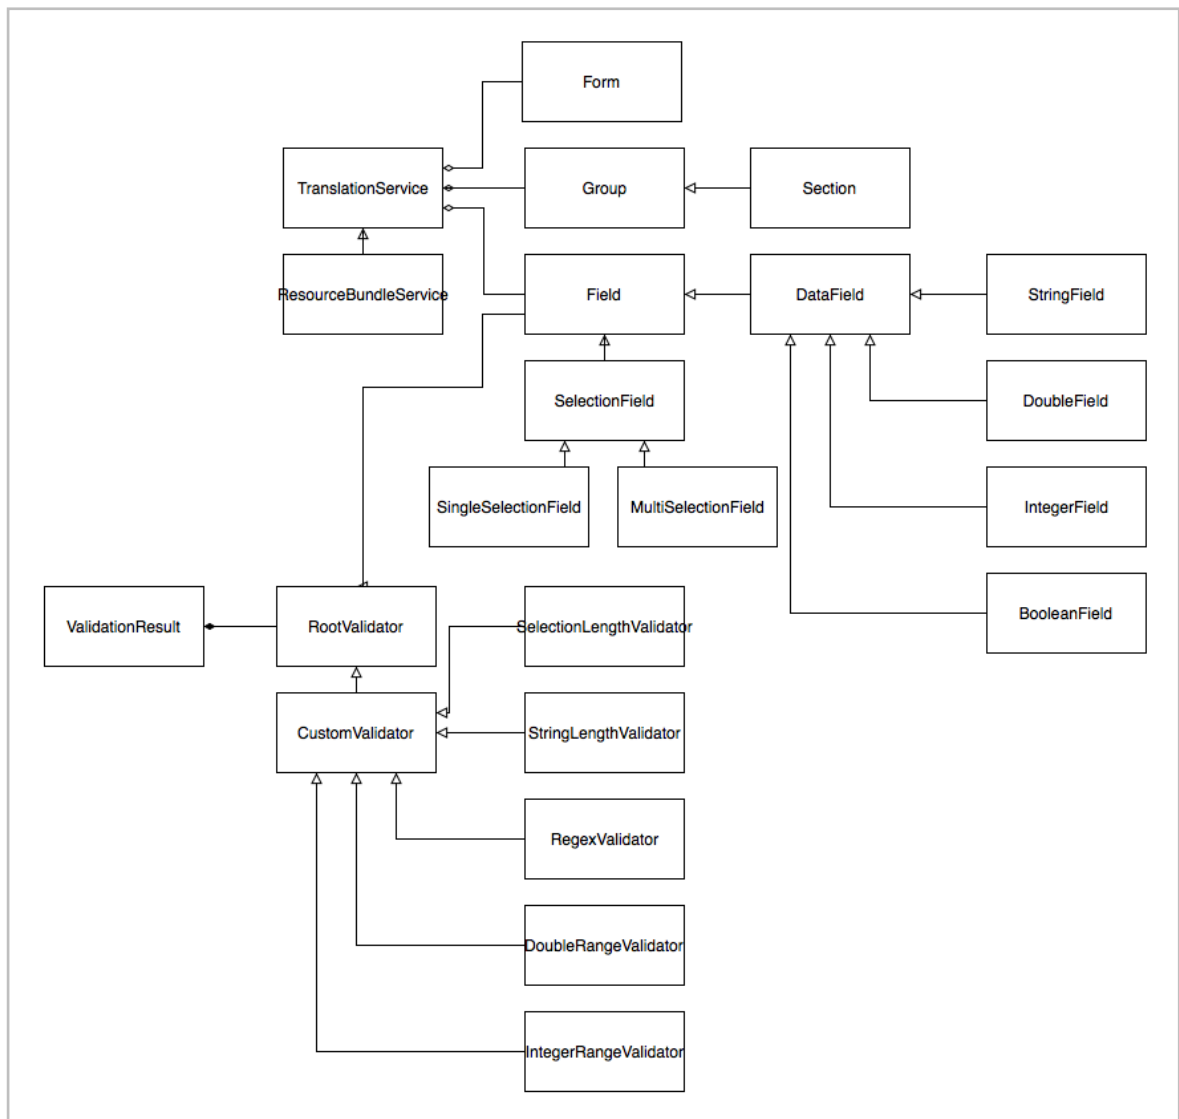 Form
TranslationService
Group
Section
ResourceBundleService
Field
DataField
StringField
SelectionField
DoubleField
SingleSelectionField
MultiSelectionField
IntegerField
ValidationResult
RootValidator
SelectionLengthValidator
BooleanField
CustomValidator
StringLengthValidator
RegexValidator
DoubleRangeValidator
IntegerRangeValidator